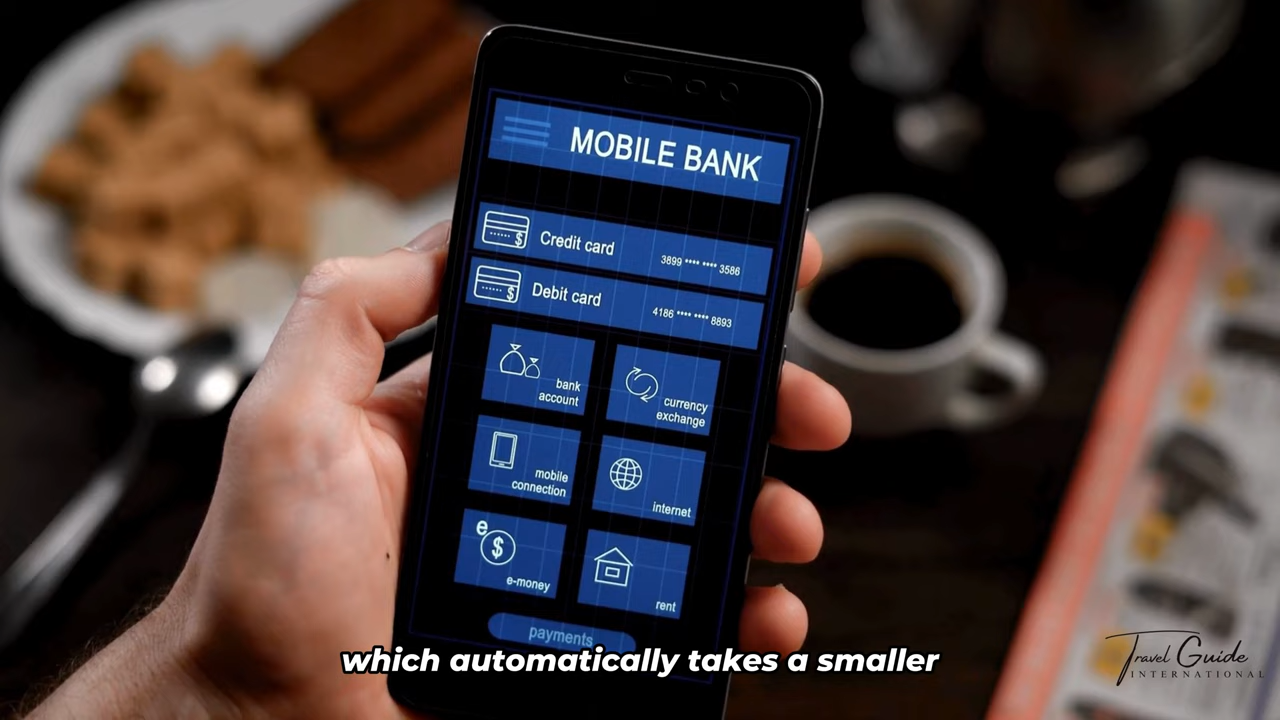 MOBILE BANK
Credit card
3899 **** **** 3586
Debit card
4186 **** **** 8893
bank
account
currency
exchange
mobile
connection
internet
e
$
e-money
rent
payments
which automatically takes a smaller
Travel Guide
INTERNATIONAL